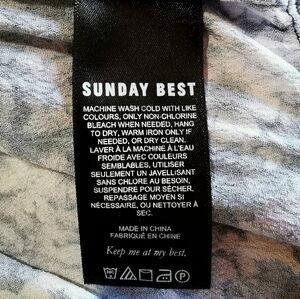 SUNDAY BEST
MACHINE WASH COLD WITH LIKE
COLOURS, ONLY NON-CHLORINE
BLEACH WHEN NEEDED, HANG
TO DRY, WARM IRON ONLY IF
NEEDED, OR DRY CLEAN.
LAVER À LA MACHINE À L'EAU
FROIDE AVEC COULEURS
SEMBLABLES, UTILISER
SEULEMENT UN JAVELLISANT
SANS CHLORE AU BESOIN,
SUSPENDRE POUR SÉCHER,
REPASSAGE MOYEN SI
NÉCESSAIRE, OU NETTOYER À
SEC.
MADE IN CHINA
FABRIQUÉ EN CHINE
Keep me at my best.
P